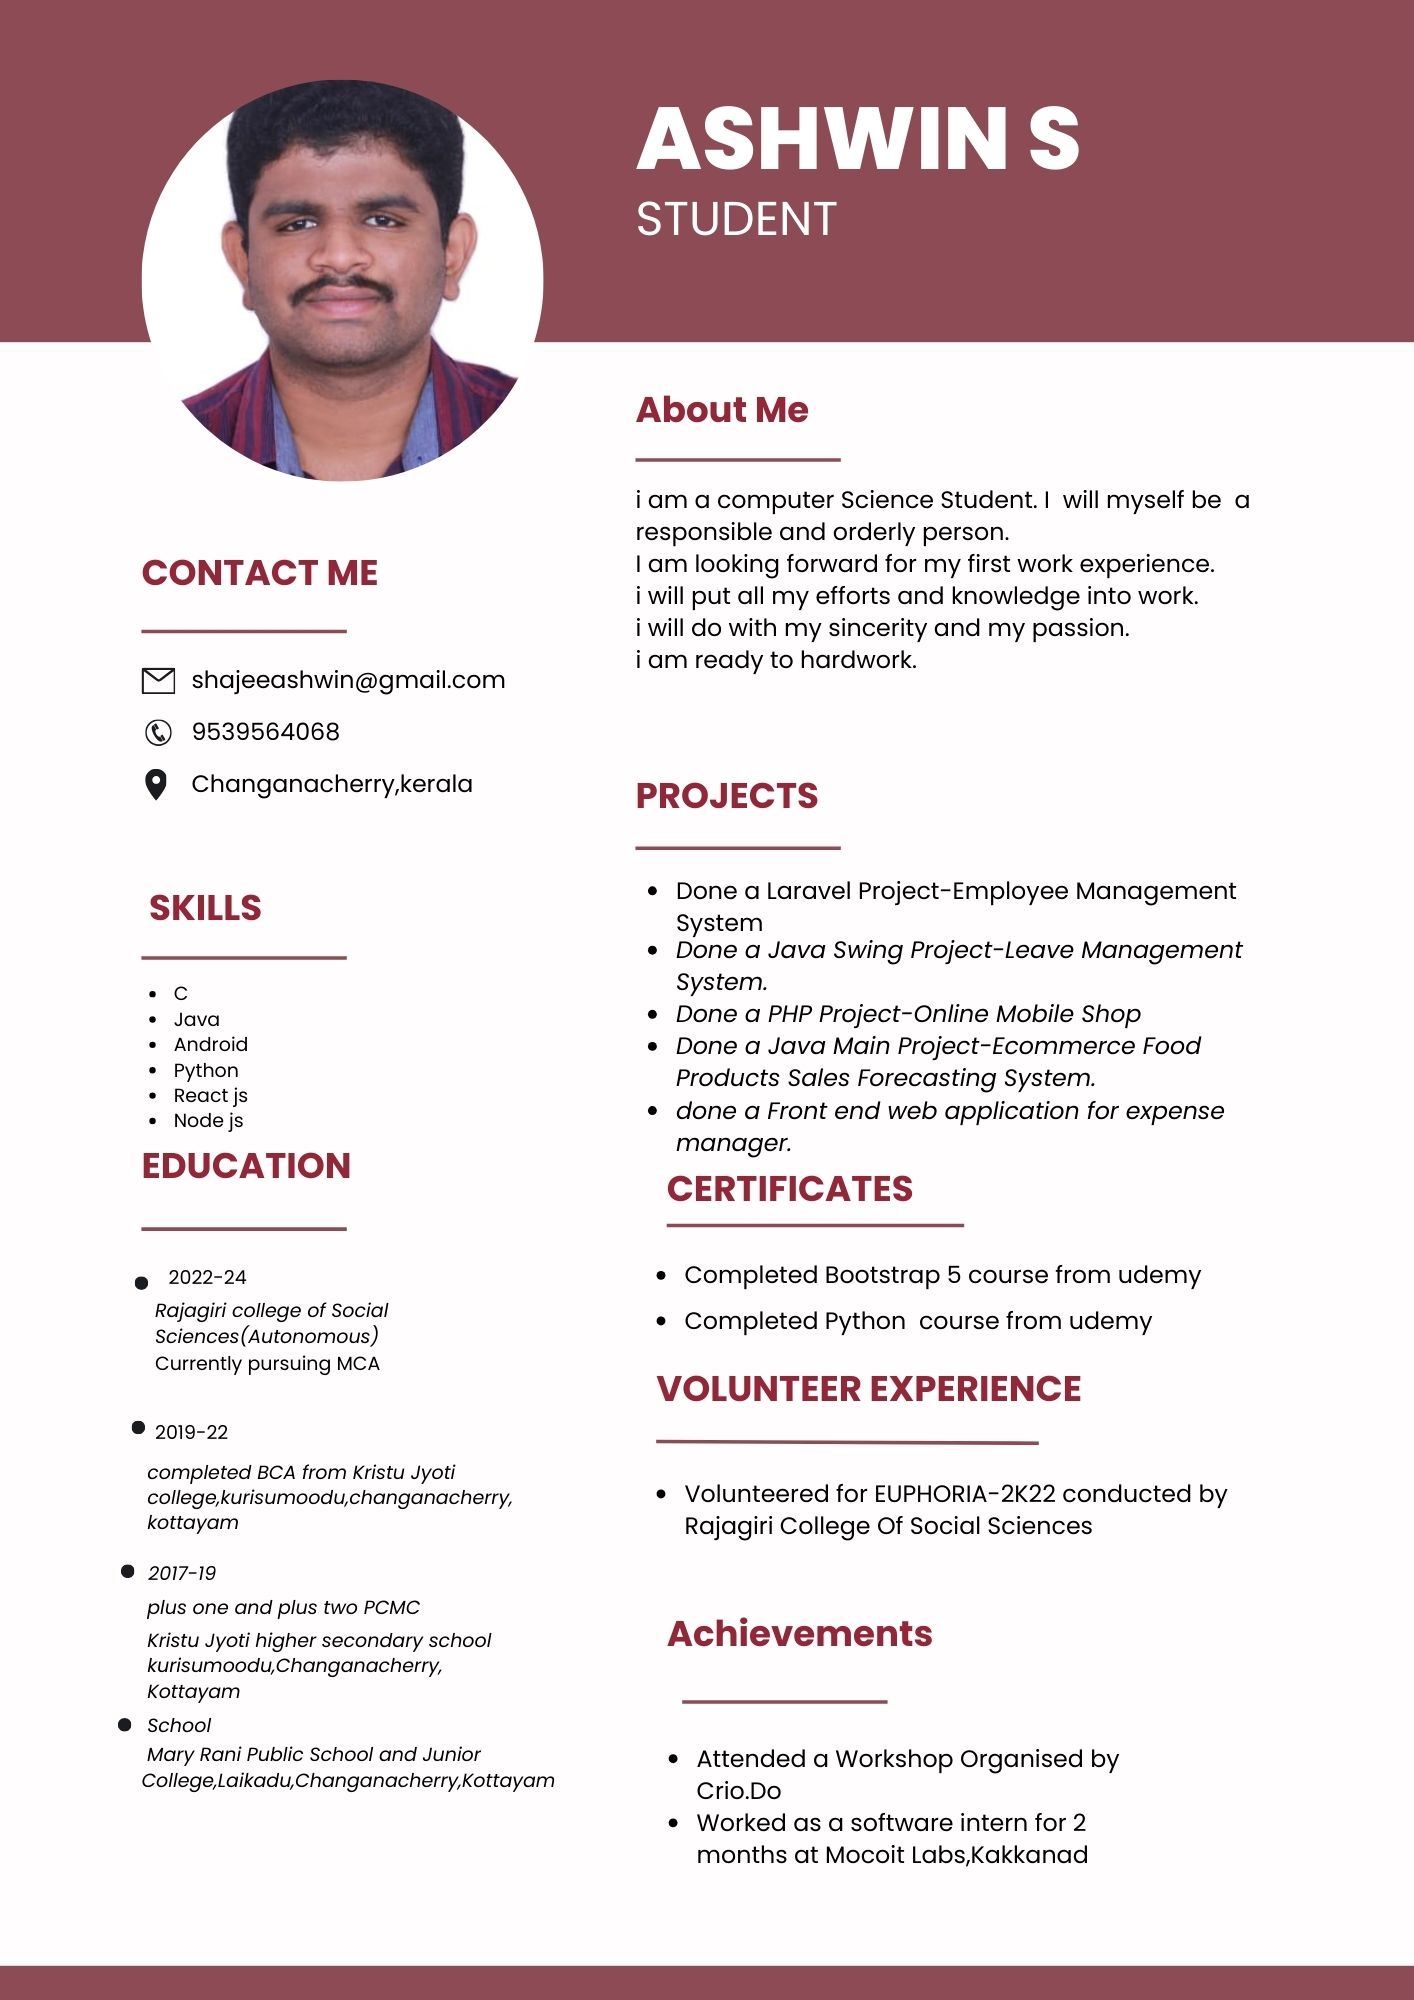 ASHWIN S
STUDENT
CONTACT ME
shajeeashwin@gmail.com
9539564068
Changanacherry,kerala
SKILLS
C
Java
Android
Python
React js
Node js
EDUCATION
2022-24
Rajagiri college of Social
Sciences(Autonomous)
Currently pursuing MCA
2019-22
completed BCA from Kristu Jyoti
college,kurisumoodu,changanacherry,
kottayam
2017-19
plus one and plus two PCMC
Kristu Jyoti higher secondary school
kurisumoodu,Changanacherry,
Kottayam
School
Mary Rani Public School and Junior
College,Laikadu,Changanacherry,Kottayam
About Me
i am a computer Science Student. I  will myself be  a
responsible and orderly person.
I am looking forward for my first work experience.
i will put all my efforts and knowledge into work.
i will do with my sincerity and my passion.
i am ready to hardwork.
PROJECTS
Done a Laravel Project-Employee Management
System
Done a Java Swing Project-Leave Management
System.
Done a PHP Project-Online Mobile Shop
Done a Java Main Project-Ecommerce Food
Products Sales Forecasting System.
done a Front end web application for expense
manager.
CERTIFICATES
Completed Bootstrap 5 course from udemy
Completed Python  course from udemy
VOLUNTEER EXPERIENCE
Volunteered for EUPHORIA-2K22 conducted by
Rajagiri College Of Social Sciences
Achievements
Attended a Workshop Organised by
Crio.Do
Worked as a software intern for 2
months at Mocoit Labs,Kakkanad